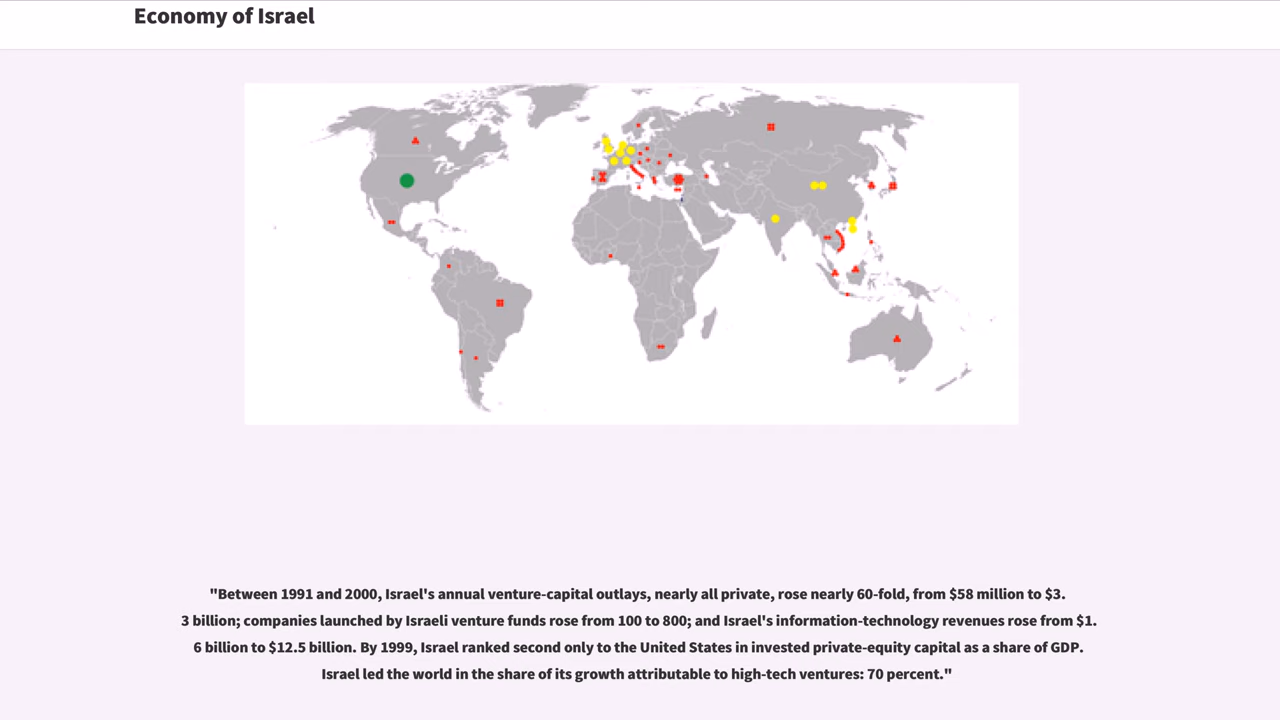 Economy of Israel
"Between 1991 and 2000, Israel's annual venture-capital outlays, nearly all private, rose nearly 60-fold, from $58 million to $3.
3 billion; companies launched by Israeli venture funds rose from 100 to 800; and Israel's information-technology revenues rose from $1.
6 billion to $12.5 billion. By 1999, Israel ranked second only to the United States in invested private-equity capital as a share of GDP.
Israel led the world in the share of its growth attributable to high-tech ventures: 70 percent."